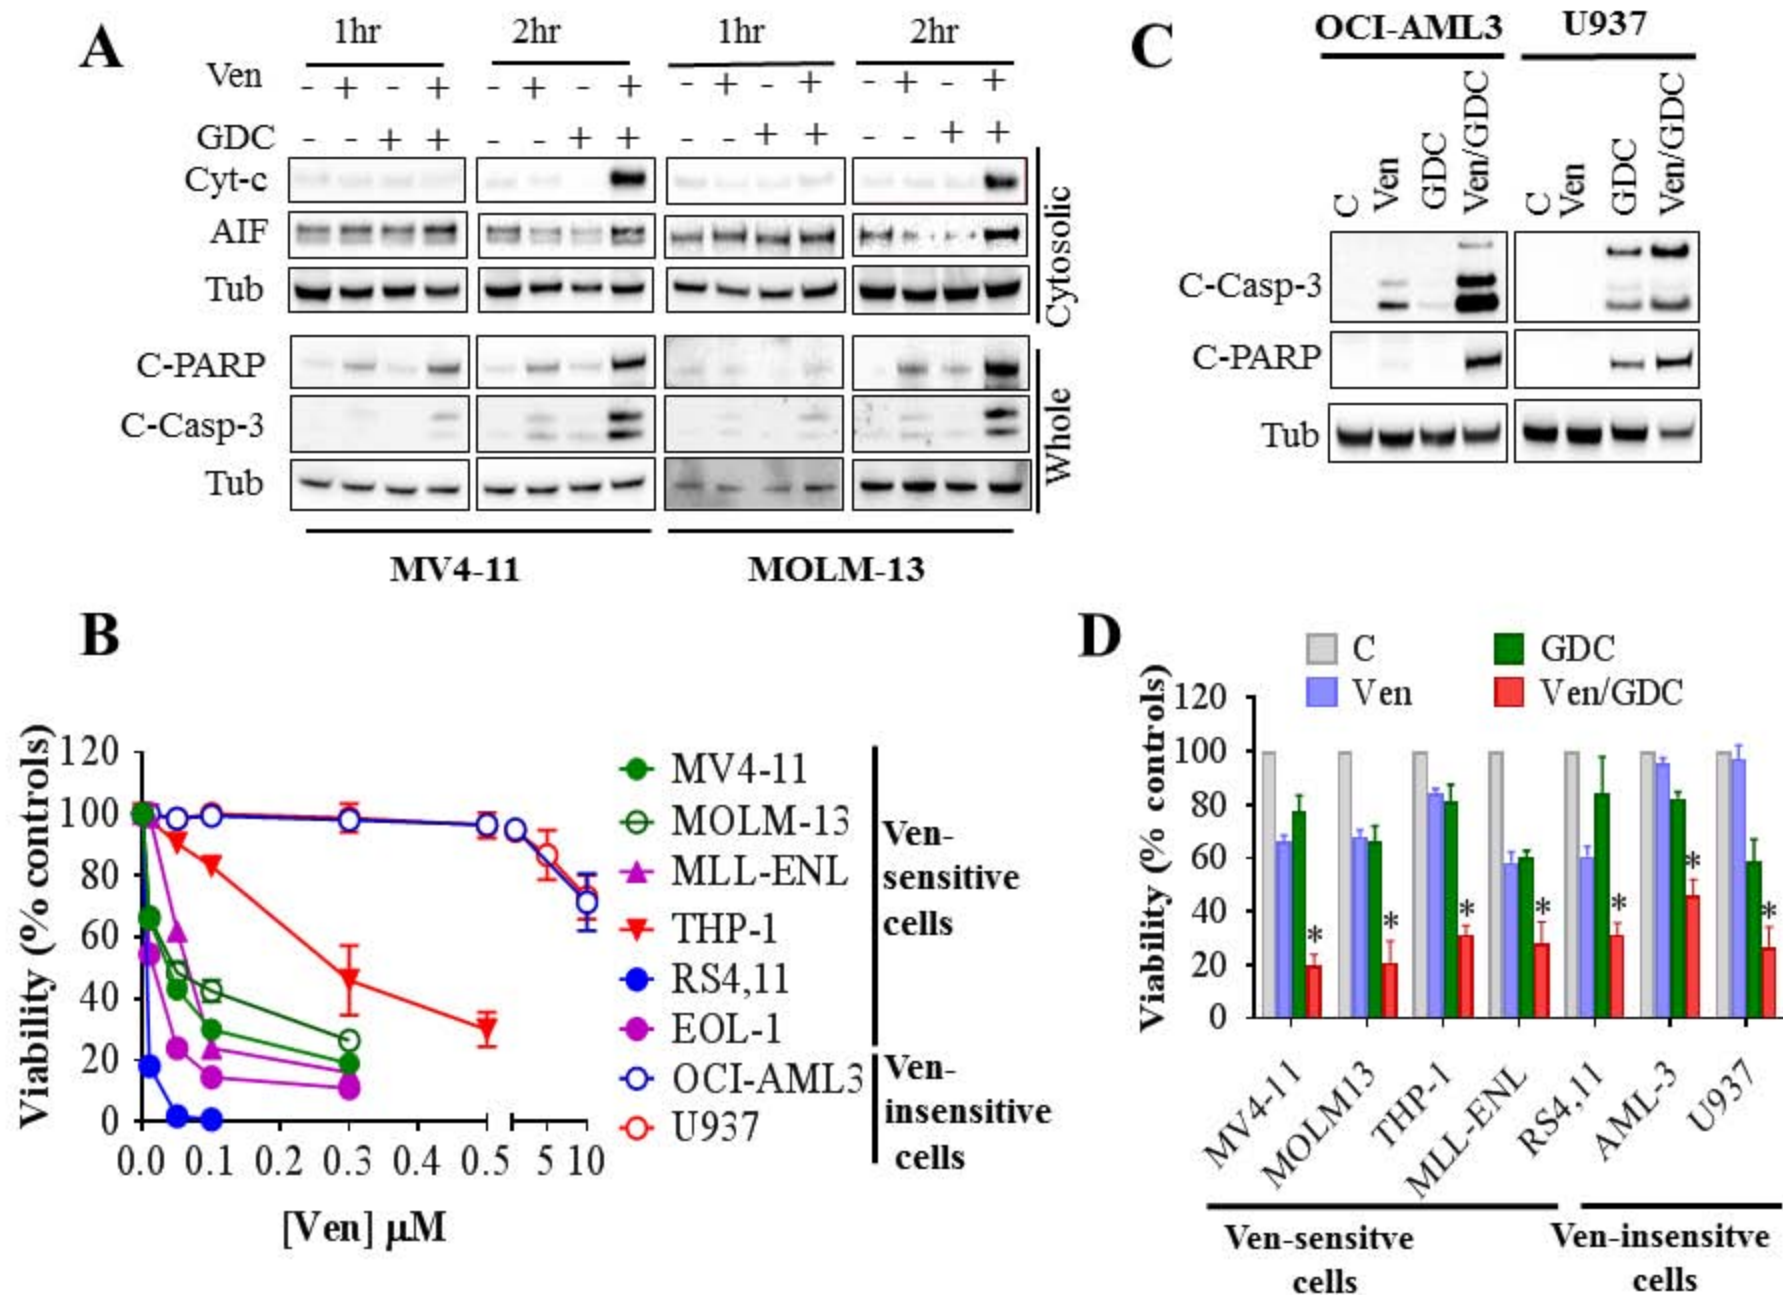 A
1hr 2hr 1hr 2hr
Ven - + - + - + - + - + - + - + - +
GDC - - + + - - + + - - + + - - + +
Cyt-c
AIF
Tub
Cytosolic
C-PARP
C-Casp-3
Tub
Whole
MV4-11 MOLM-13
C
OCI-AML3 U937
C Ven GDC Ven/GDC C Ven GDC Ven/GDC
C-Casp-3
C-PARP
Tub
B
Viability (% controls)
120
100
80
60
40
20
0
0.0 0.1 0.2 0.3 0.4 0.5 5 10
[Ven] µM
MV4-11
MOLM-13
MLL-ENL
THP-1
RS4,11
EOL-1
OCI-AML3
U937
Ven-
sensitive
cells
Ven-
insensitive
cells
D
C GDC
Ven Ven/GDC
Viability (% controls)
120
100
80
60
40
20
0
* * * * * * *
MV4-11 MOLM13 THP-1 MLL-ENL RS4,11 AML-3 U937
Ven-sensitve
cells
Ven-insensitve
cells